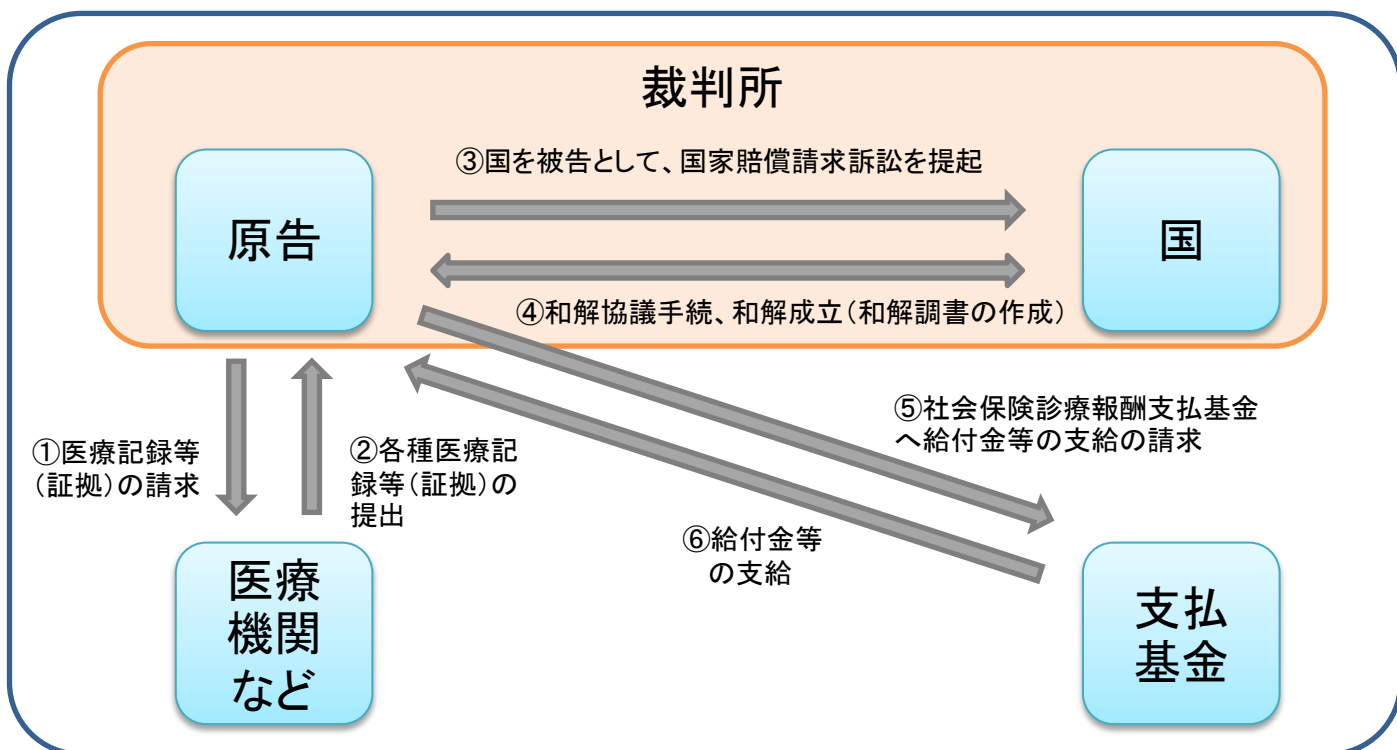 裁判所
③国を被告として、国家賠償請求訴訟を提起
原告
国
④和解協議手続、和解成立(和解調書の作成)
①医療記録等
(証拠)の請求
②各種医療記
録等(証拠)の
提出
⑤社会保険診療報酬支払基金
へ給付金等の支給の請求
⑥給付金等
の支給
医療
機関
など
支払
基金